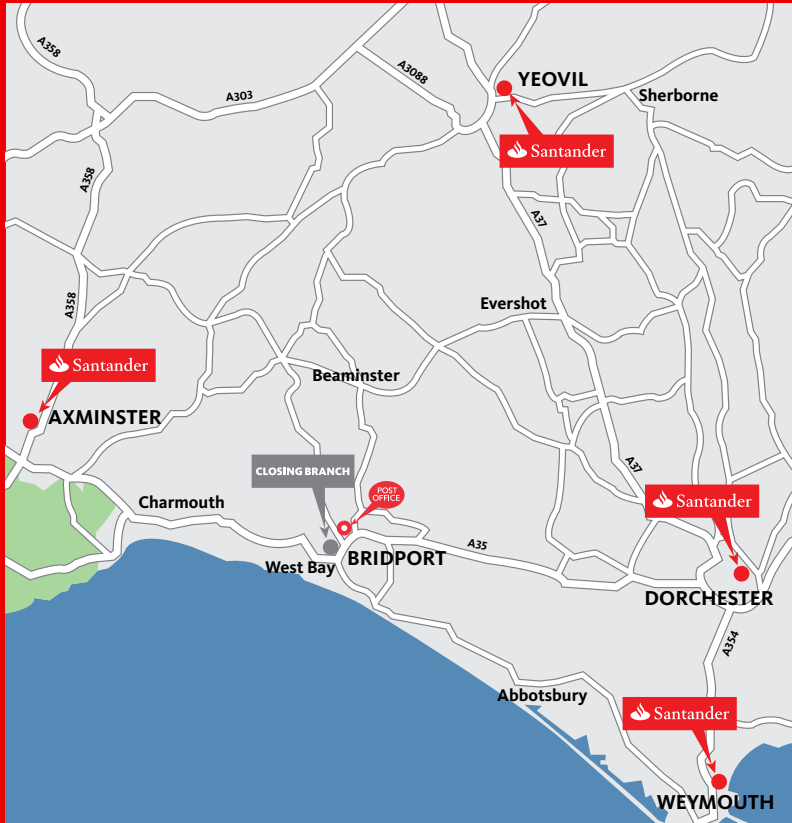 A358
A3088
YEOVIL
A303
Sherborne
Santander
A358
A37
A358
Evershot
Santander
Beaminster
AXMINSTER
CLOSING BRANCH
A37
POST
OFFICE
Santander
Charmouth
A35
BRIDPORT
West Bay
DORCHESTER
A354
Abbotsbury
Santander
WEYMOUTH